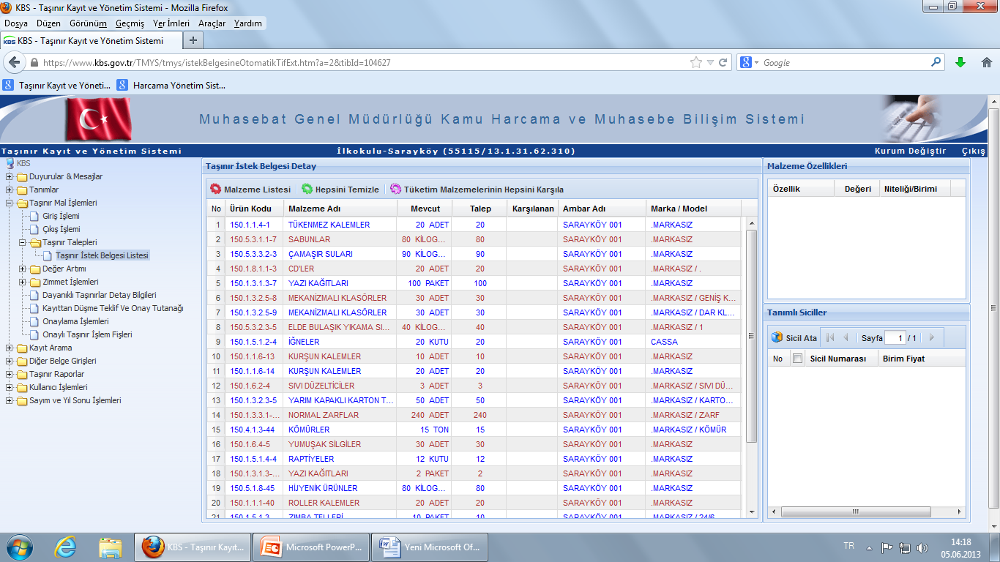 KBS - Taşınır Kayıt ve Yönetim Sistemi - Mozilla Firefox
Dosya Düzen Görünüm Geçmiş Yer İmleri Araçlar Yardım
KBS KBS - Taşınır Kayıt ve Yönetim Sistemi
https://www.kbs.gov.tr/TMYS/tmys/istekBelgesineOtomatikTifExt.htm?a=2&tibId=104627 Google
Taşınır Kayıt ve Yöneti... Harcama Yönetim Sist...
Muhasebat Genel Müdürlüğü Kamu Harcama ve Muhasebe Bilişim Sistemi
Taşınır Kayıt ve Yönetim Sistemi İlkokulu-Sarayköy (55115/13.1.31.62.310) Kurum Değiştir Çıkış
KBS
Duyurular & Mesajlar
Tanımlar
Taşınır Mal İşlemleri
Giriş İşlemi
Çıkış İşlemi
Taşınır Talepleri
Taşınır İstek Belgesi Listesi
Değer Artımı
Zimmet İşlemleri
Dayanıklı Taşınırlar Detay Bilgileri
Kayıttan Düşme Teklif Ve Onay Tutanağı
Onaylama İşlemleri
Onaylı Taşınır İşlem Fişleri
Kayıt Arama
Diğer Belge Girişleri
Taşınır Raporlar
Kullanıcı İşlemleri
Sayım ve Yıl Sonu İşlemleri
Taşınır İstek Belgesi Detay
Malzeme Listesi Hepsini Temizle Tüketim Malzemelerinin Hepsini Karşıla
No Ürün Kodu Malzeme Adı Mevcut Talep Karşılanan Ambar Adı Marka / Model
1 150.1.1.4-1 TÜKENMEZ KALEMLER 20 ADET 20 SARAYKÖY 001 .MARKASIZ
2 150.5.3.1.1-7 SABUNLAR 80 KİLOG... 80 SARAYKÖY 001 .MARKASIZ
3 150.5.3.3.2-3 ÇAMAŞIR SULARI 90 KİLOG... 90 SARAYKÖY 001 .MARKASIZ
4 150.1.8.1.1-3 CD'LER 20 ADET 20 SARAYKÖY 001 .MARKASIZ / .
5 150.1.3.1.3-7 YAZI KAĞITLARI 100 PAKET 100 SARAYKÖY 001 .MARKASIZ
6 150.1.3.2.5-8 MEKANİZMALI KLASÖRLER 30 ADET 30 SARAYKÖY 001 .MARKASIZ / GENİŞ K...
7 150.1.3.2.5-9 MEKANİZMALI KLASÖRLER 30 ADET 30 SARAYKÖY 001 .MARKASIZ / DAR KL...
8 150.5.3.2.3-5 ELDE BULAŞIK YIKAMA SI... 40 KİLOG... 40 SARAYKÖY 001 .MARKASIZ / 1
9 150.1.5.1.2-4 İĞNELER 20 KUTU 20 SARAYKÖY 001 CASSA
10 150.1.1.6-13 KURŞUN KALEMLER 10 ADET 10 SARAYKÖY 001 .MARKASIZ
11 150.1.1.6-14 KURŞUN KALEMLER 20 ADET 20 SARAYKÖY 001 .MARKASIZ
12 150.1.6.2-4 SIVI DÜZELTİCİLER 3 ADET 3 SARAYKÖY 001 .MARKASIZ / SIVI DÜ...
13 150.1.3.2.3-5 YARIM KAPAKLI KARTON T... 50 ADET 50 SARAYKÖY 001 .MARKASIZ / KARTO...
14 150.1.3.3.1-... NORMAL ZARFLAR 240 ADET 240 SARAYKÖY 001 .MARKASIZ / ZARF
15 150.4.1.3-44 KÖMÜRLER 15 TON 15 SARAYKÖY 001 .MARKASIZ / KÖMÜR
16 150.1.6.4-5 YUMUŞAK SİLGİLER 30 ADET 30 SARAYKÖY 001 .MARKASIZ
17 150.1.5.1.4-4 RAPTİYELER 12 KUTU 12 SARAYKÖY 001 .MARKASIZ
18 150.1.3.1.3-... YAZI KAĞITLARI 2 PAKET 2 SARAYKÖY 001 .MARKASIZ
19 150.5.1.8-45 HİJYENİK ÜRÜNLER 80 KİLOG... 80 SARAYKÖY 001 .MARKASIZ
20 150.1.1.1-40 ROLLER KALEMLER 20 ADET 20 SARAYKÖY 001 .MARKASIZ
21 150.1.5.1.3... ZIMBA TELLERİ 10 PAKET 10 SARAYKÖY 001 .MARKASIZ / 24/6
Malzeme Özellikleri
Özellik Değeri Niteliği/Birimi
Tanımlı Siciller
Sicil Ata Sayfa 1 / 1
No Sicil Numarası Birim Fiyat
KBS - Taşınır Kayıt... Microsoft PowerP... Yeni Microsoft Of... TR 14:18
05.06.2013